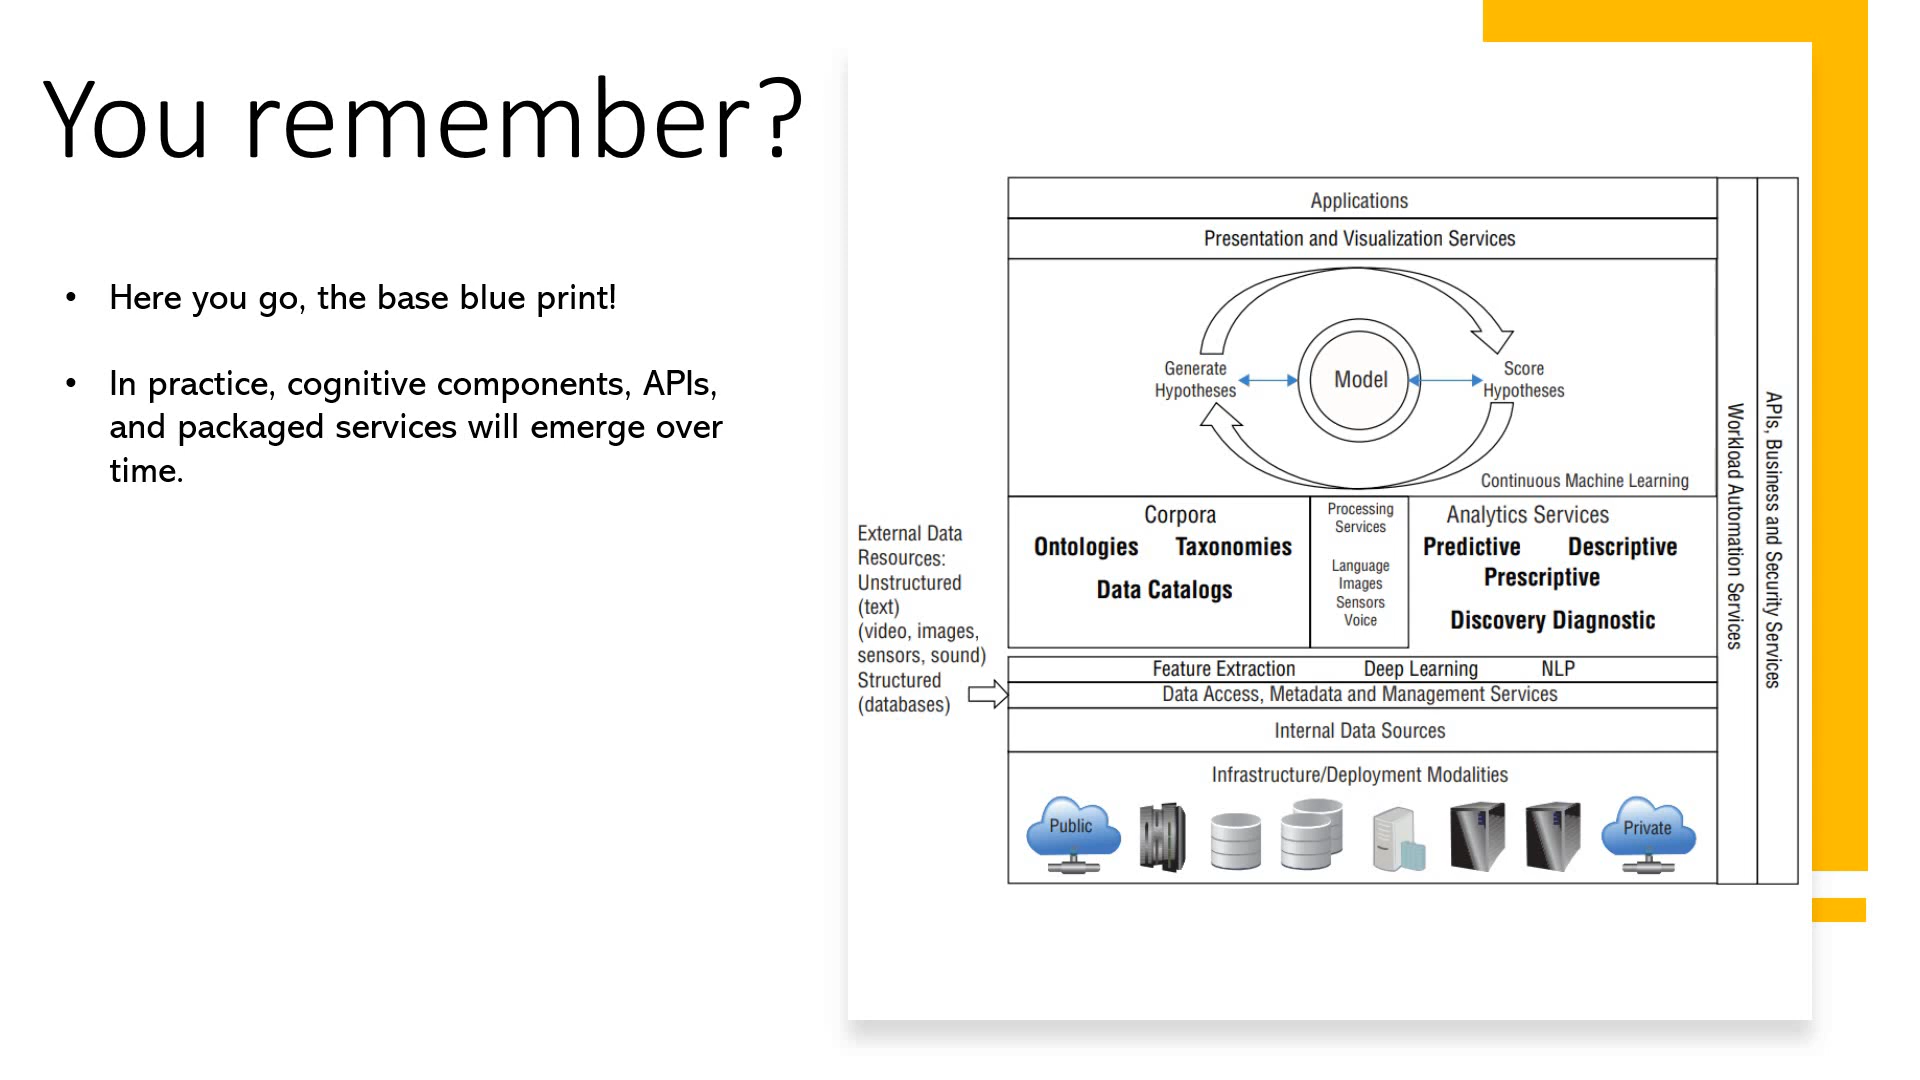 You remember?
• Here you go, the base blue print!
• In practice, cognitive components, APIs,
and packaged services will emerge over
time.
Applications
Presentation and Visualization Services
Generate
Hypotheses
Model
Score
Hypotheses
Continuous Machine Learning
External Data
Resources:
Unstructured
(text)
(video, images,
sensors, sound)
Structured
(databases)
Corpora
Ontologies Taxonomies
Data Catalogs
Processing
Services
Language
Images
Sensors
Voice
Analytics Services
Predictive Descriptive
Prescriptive
Discovery Diagnostic
Feature Extraction Deep Learning NLP
Data Access, Metadata and Management Services
Internal Data Sources
Infrastructure/Deployment Modalities
Public
Private
Workload Automation Services
APIs, Business and Security Services